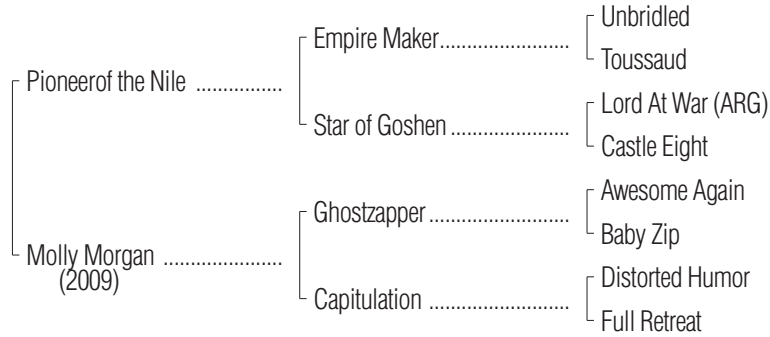 Unbridled
Empire Maker..........................
Toussaud
Pioneerof the Nile ................
Lord At War (ARG)
Star of Goshen ........................
Castle Eight
Awesome Again
Ghostzapper ............................
Baby Zip
Molly Morgan ......................
(2009)
Distorted Humor
Capitulation ............................
Full Retreat